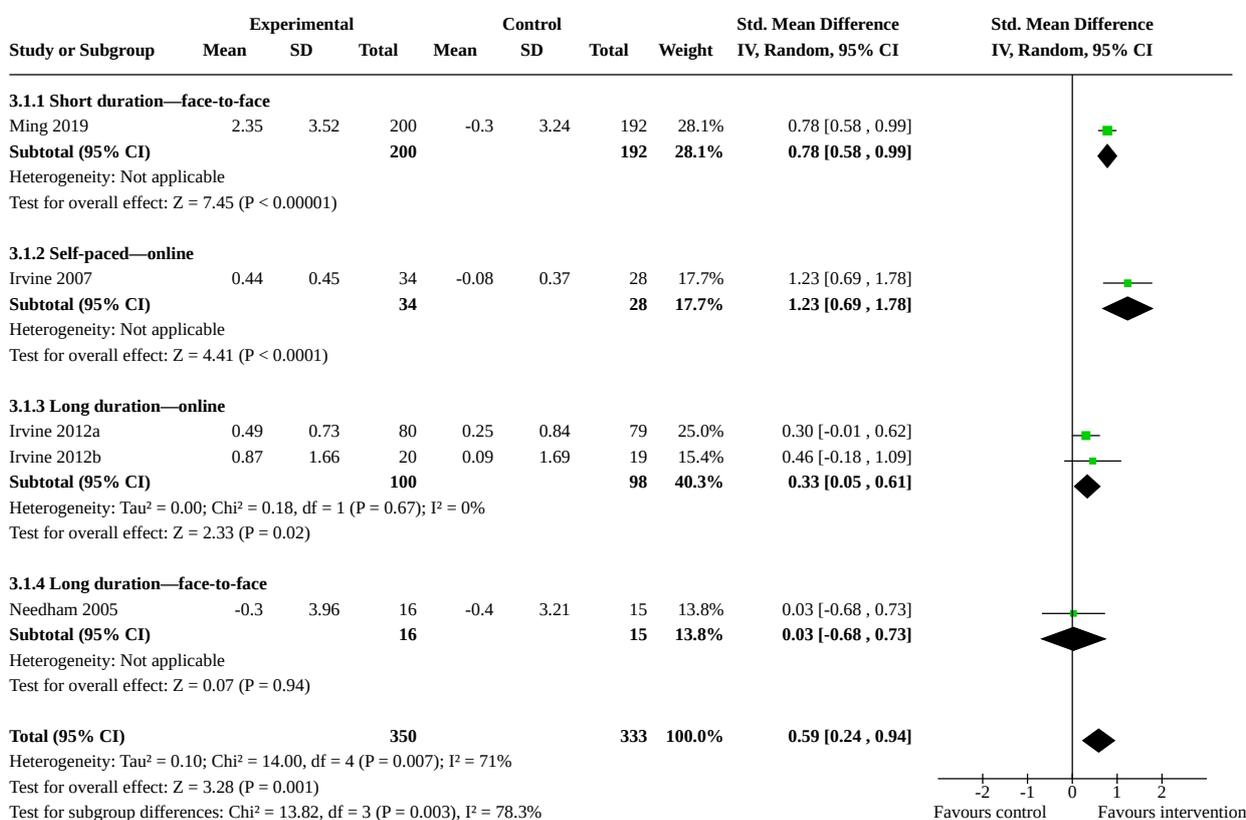 Experimental Control Std. Mean Difference Std. Mean Difference
Study or Subgroup Mean SD Total Mean SD Total Weight IV, Random, 95% CI IV, Random, 95% CI
3.1.1 Short duration—face-to-face
Ming 2019 2.35 3.52 200 -0.3 3.24 192 28.1% 0.78 [0.58 , 0.99]
Subtotal (95% CI) 200 192 28.1% 0.78 [0.58 , 0.99]
Heterogeneity: Not applicable
Test for overall effect: Z = 7.45 (P < 0.00001)
3.1.2 Self-paced—online
Irvine 2007 0.44 0.45 34 -0.08 0.37 28 17.7% 1.23 [0.69 , 1.78]
Subtotal (95% CI) 34 28 17.7% 1.23 [0.69 , 1.78]
Heterogeneity: Not applicable
Test for overall effect: Z = 4.41 (P < 0.0001)
3.1.3 Long duration—online
Irvine 2012a 0.49 0.73 80 0.25 0.84 79 25.0% 0.30 [-0.01 , 0.62]
Irvine 2012b 0.87 1.66 20 0.09 1.69 19 15.4% 0.46 [-0.18 , 1.09]
Subtotal (95% CI) 100 98 40.3% 0.33 [0.05 , 0.61]
Heterogeneity: Tau² = 0.00; Chi² = 0.18, df = 1 (P = 0.67); I² = 0%
Test for overall effect: Z = 2.33 (P = 0.02)
3.1.4 Long duration—face-to-face
Needham 2005 -0.3 3.96 16 -0.4 3.21 15 13.8% 0.03 [-0.68 , 0.73]
Subtotal (95% CI) 16 15 13.8% 0.03 [-0.68 , 0.73]
Heterogeneity: Not applicable
Test for overall effect: Z = 0.07 (P = 0.94)
Total (95% CI) 350 333 100.0% 0.59 [0.24 , 0.94]
Heterogeneity: Tau² = 0.10; Chi² = 14.00, df = 4 (P = 0.007); I² = 71%
Test for overall effect: Z = 3.28 (P = 0.001)
-2 -1 0 1 2
Test for subgroup differences: Chi² = 13.82, df = 3 (P = 0.003), I² = 78.3% Favours control Favours intervention